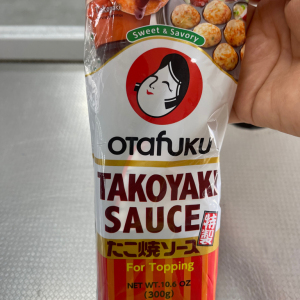 Sweet & Savory
OTAFUKU
TAKOYAKI
SAUCE
特製
たこ焼ソース
For Topping
NET WT. 10.6 OZ
(300g)